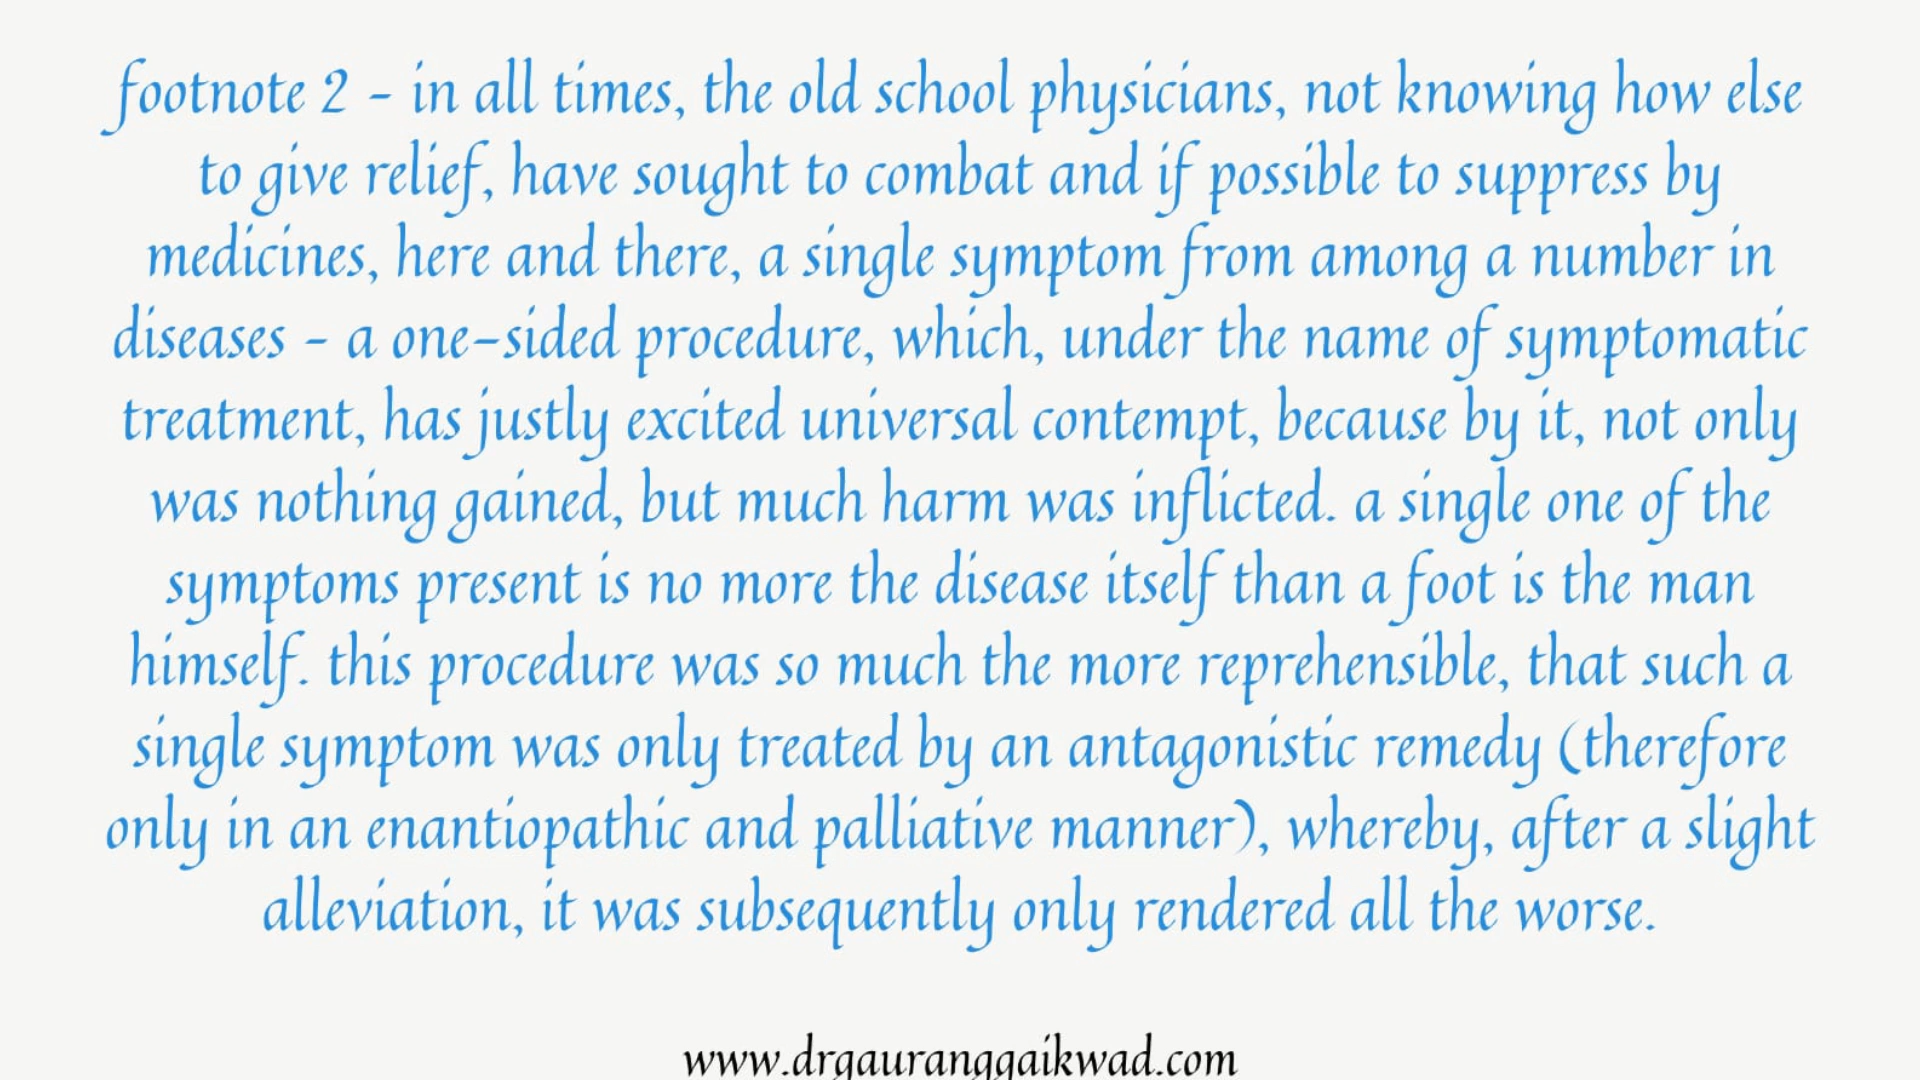 footnote 2 - in all times, the old school physicians, not knowing how else
to give relief, have sought to combat and if possible to suppress by
medicines, here and there, a single symptom from among a number in
diseases - a one-sided procedure, which, under the name of symptomatic
treatment, has justly excited universal contempt, because by it, not only
was nothing gained, but much harm was inflicted. a single one of the
symptoms present is no more the disease itself than a foot is the man
himself. this procedure was so much the more reprehensible, that such a
single symptom was only treated by an antagonistic remedy (therefore
only in an enantiopathic and palliative manner), whereby, after a slight
alleviation, it was subsequently only rendered all the worse.
www.drgauranggaikwad.com